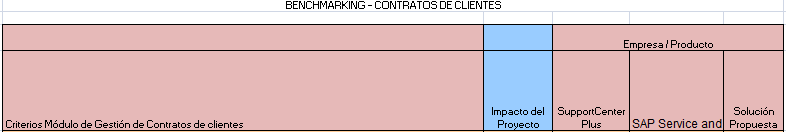 BENCHMARKING - CONTRATOS DE CLIENTES
Empresa / Producto
Criterios Módulo de Gestión de Contratos de clientes
Impacto del
Proyecto
SupportCenter
Plus
SAP Service and
Solución
Propuesta